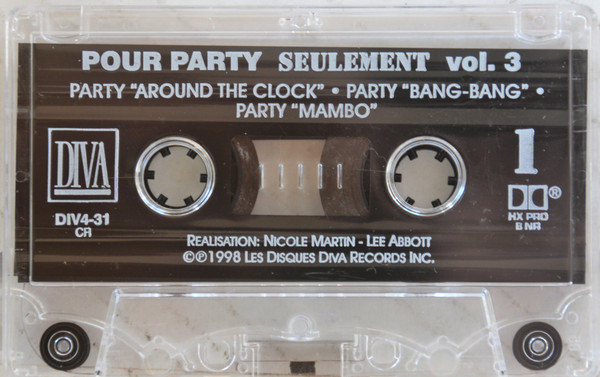 POUR PARTY SEULEMENT vol. 3
PARTY "AROUND THE CLOCK" • PARTY "BANG-BANG" •
PARTY "MAMBO"
DIVA
1
DIV4-31
CR
®
HX PRO
B NR
REALISATION: NICOLE MARTIN - LEE ABBOTT
©℗1998 LES DISQUES DIVA RECORDS INC.